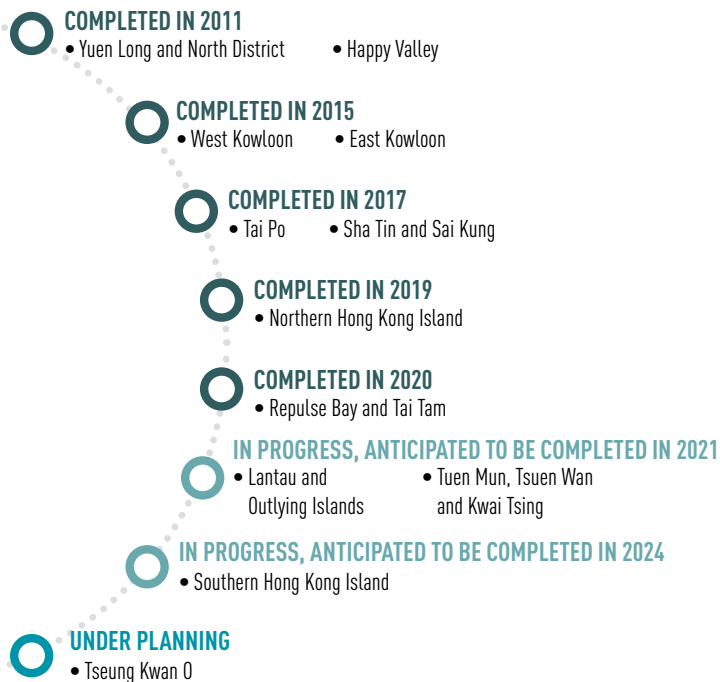 COMPLETED IN 2011
• Yuen Long and North District • Happy Valley
COMPLETED IN 2015
• West Kowloon • East Kowloon
COMPLETED IN 2017
• Tai Po • Sha Tin and Sai Kung
COMPLETED IN 2019
• Northern Hong Kong Island
COMPLETED IN 2020
• Repulse Bay and Tai Tam
IN PROGRESS, ANTICIPATED TO BE COMPLETED IN 2021
• Lantau and
Outlying Islands
• Tuen Mun, Tsuen Wan
and Kwai Tsing
IN PROGRESS, ANTICIPATED TO BE COMPLETED IN 2024
• Southern Hong Kong Island
UNDER PLANNING
• Tseung Kwan O